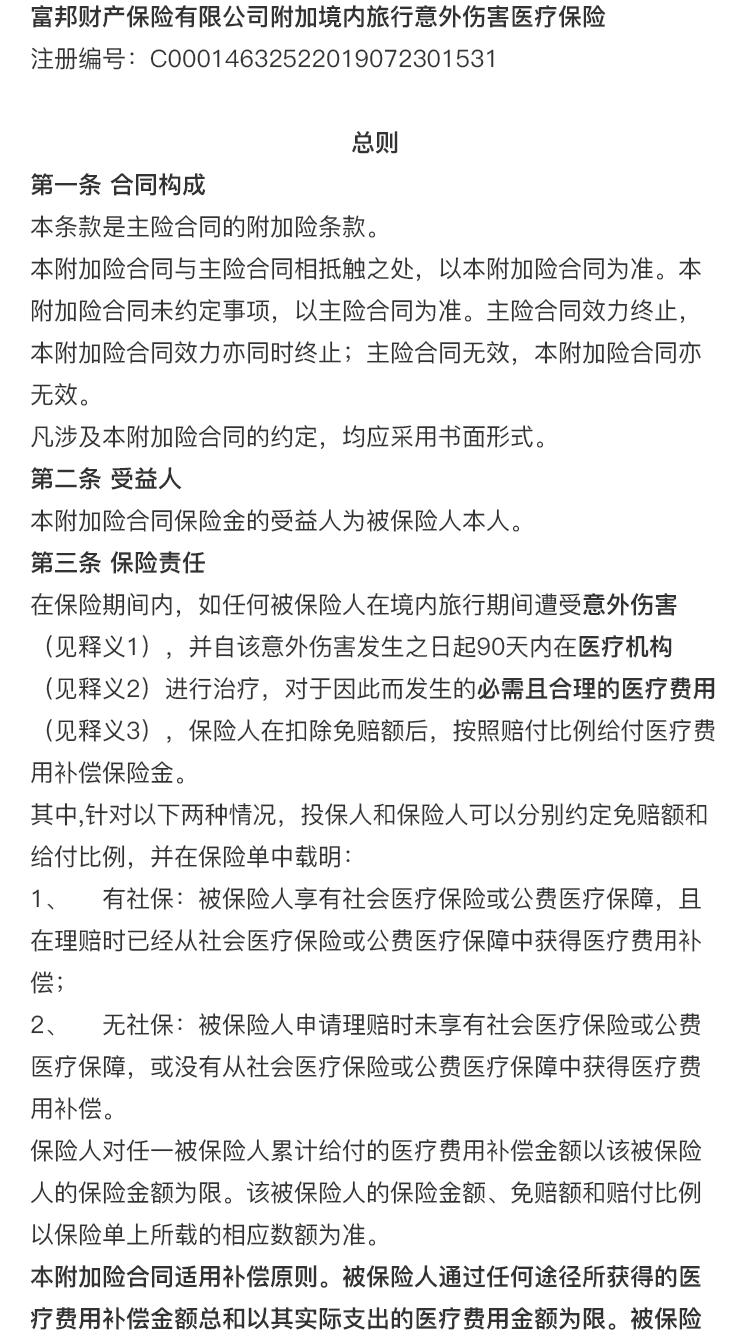 富邦财产保险有限公司附加境内旅行意外伤害医疗保险
注册编号：C00014632522019072301531
总则
第一条 合同构成
本条款是主险合同的附加险条款。
本附加险合同与主险合同相抵触之处，以本附加险合同为准。本
附加险合同未约定事项，以主险合同为准。主险合同效力终止，
本附加险合同效力亦同时终止；主险合同无效，本附加险合同亦
无效。
凡涉及本附加险合同的约定，均应采用书面形式。
第二条 受益人
本附加险合同保险金的受益人为被保险人本人。
第三条 保险责任
在保险期间内，如任何被保险人在境内旅行期间遭受意外伤害
（见释义1），并自该意外伤害发生之日起90天内在医疗机构
（见释义2）进行治疗，对于因此而发生的必需且合理的医疗费用
（见释义3），保险人在扣除免赔额后，按照赔付比例给付医疗费
用补偿保险金。
其中,针对以下两种情况，投保人和保险人可以分别约定免赔额和
给付比例，并在保险单中载明：
1、 有社保：被保险人享有社会医疗保险或公费医疗保障，且
在理赔时已经从社会医疗保险或公费医疗保障中获得医疗费用补
偿；
2、 无社保：被保险人申请理赔时未享有社会医疗保险或公费
医疗保障，或没有从社会医疗保险或公费医疗保障中获得医疗费
用补偿。
保险人对任一被保险人累计给付的医疗费用补偿金额以该被保险
人的保险金额为限。该被保险人的保险金额、免赔额和赔付比例
以保险单上所载的相应数额为准。
本附加险合同适用补偿原则。被保险人通过任何途径所获得的医
疗费用补偿金额总和以其实际支出的医疗费用金额为限。被保险